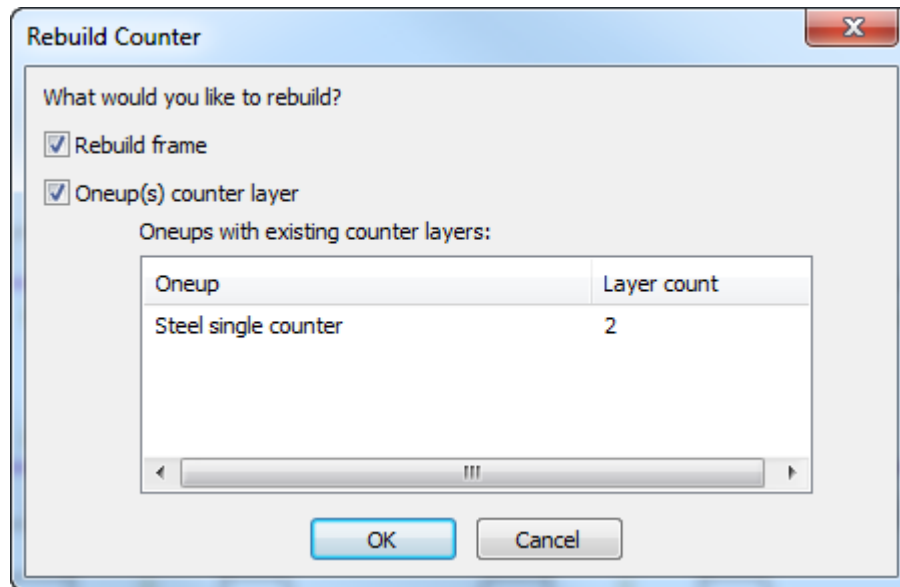 Rebuild Counter
What would you like to rebuild?
Rebuild frame
Oneup(s) counter layer
Oneups with existing counter layers:
Oneup Layer count
Steel single counter 2
OK Cancel